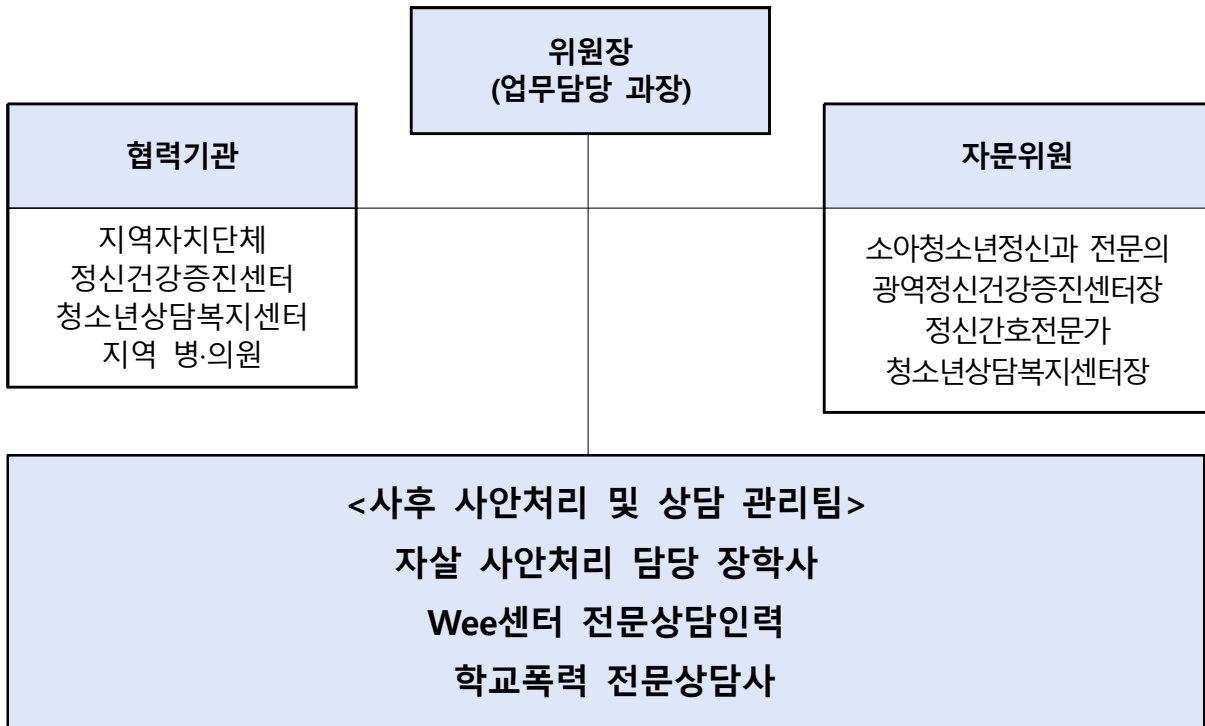 위원장
(업무담당 과장)
협력기관
지역자치단체
정신건강증진센터
청소년상담복지센터
지역 병·의원
자문위원
소아청소년정신과 전문의
광역정신건강증진센터장
정신간호전문가
청소년상담복지센터장
<사후 사안처리 및 상담 관리팀>
자살 사안처리 담당 장학사
Wee센터 전문상담인력
학교폭력 전문상담사